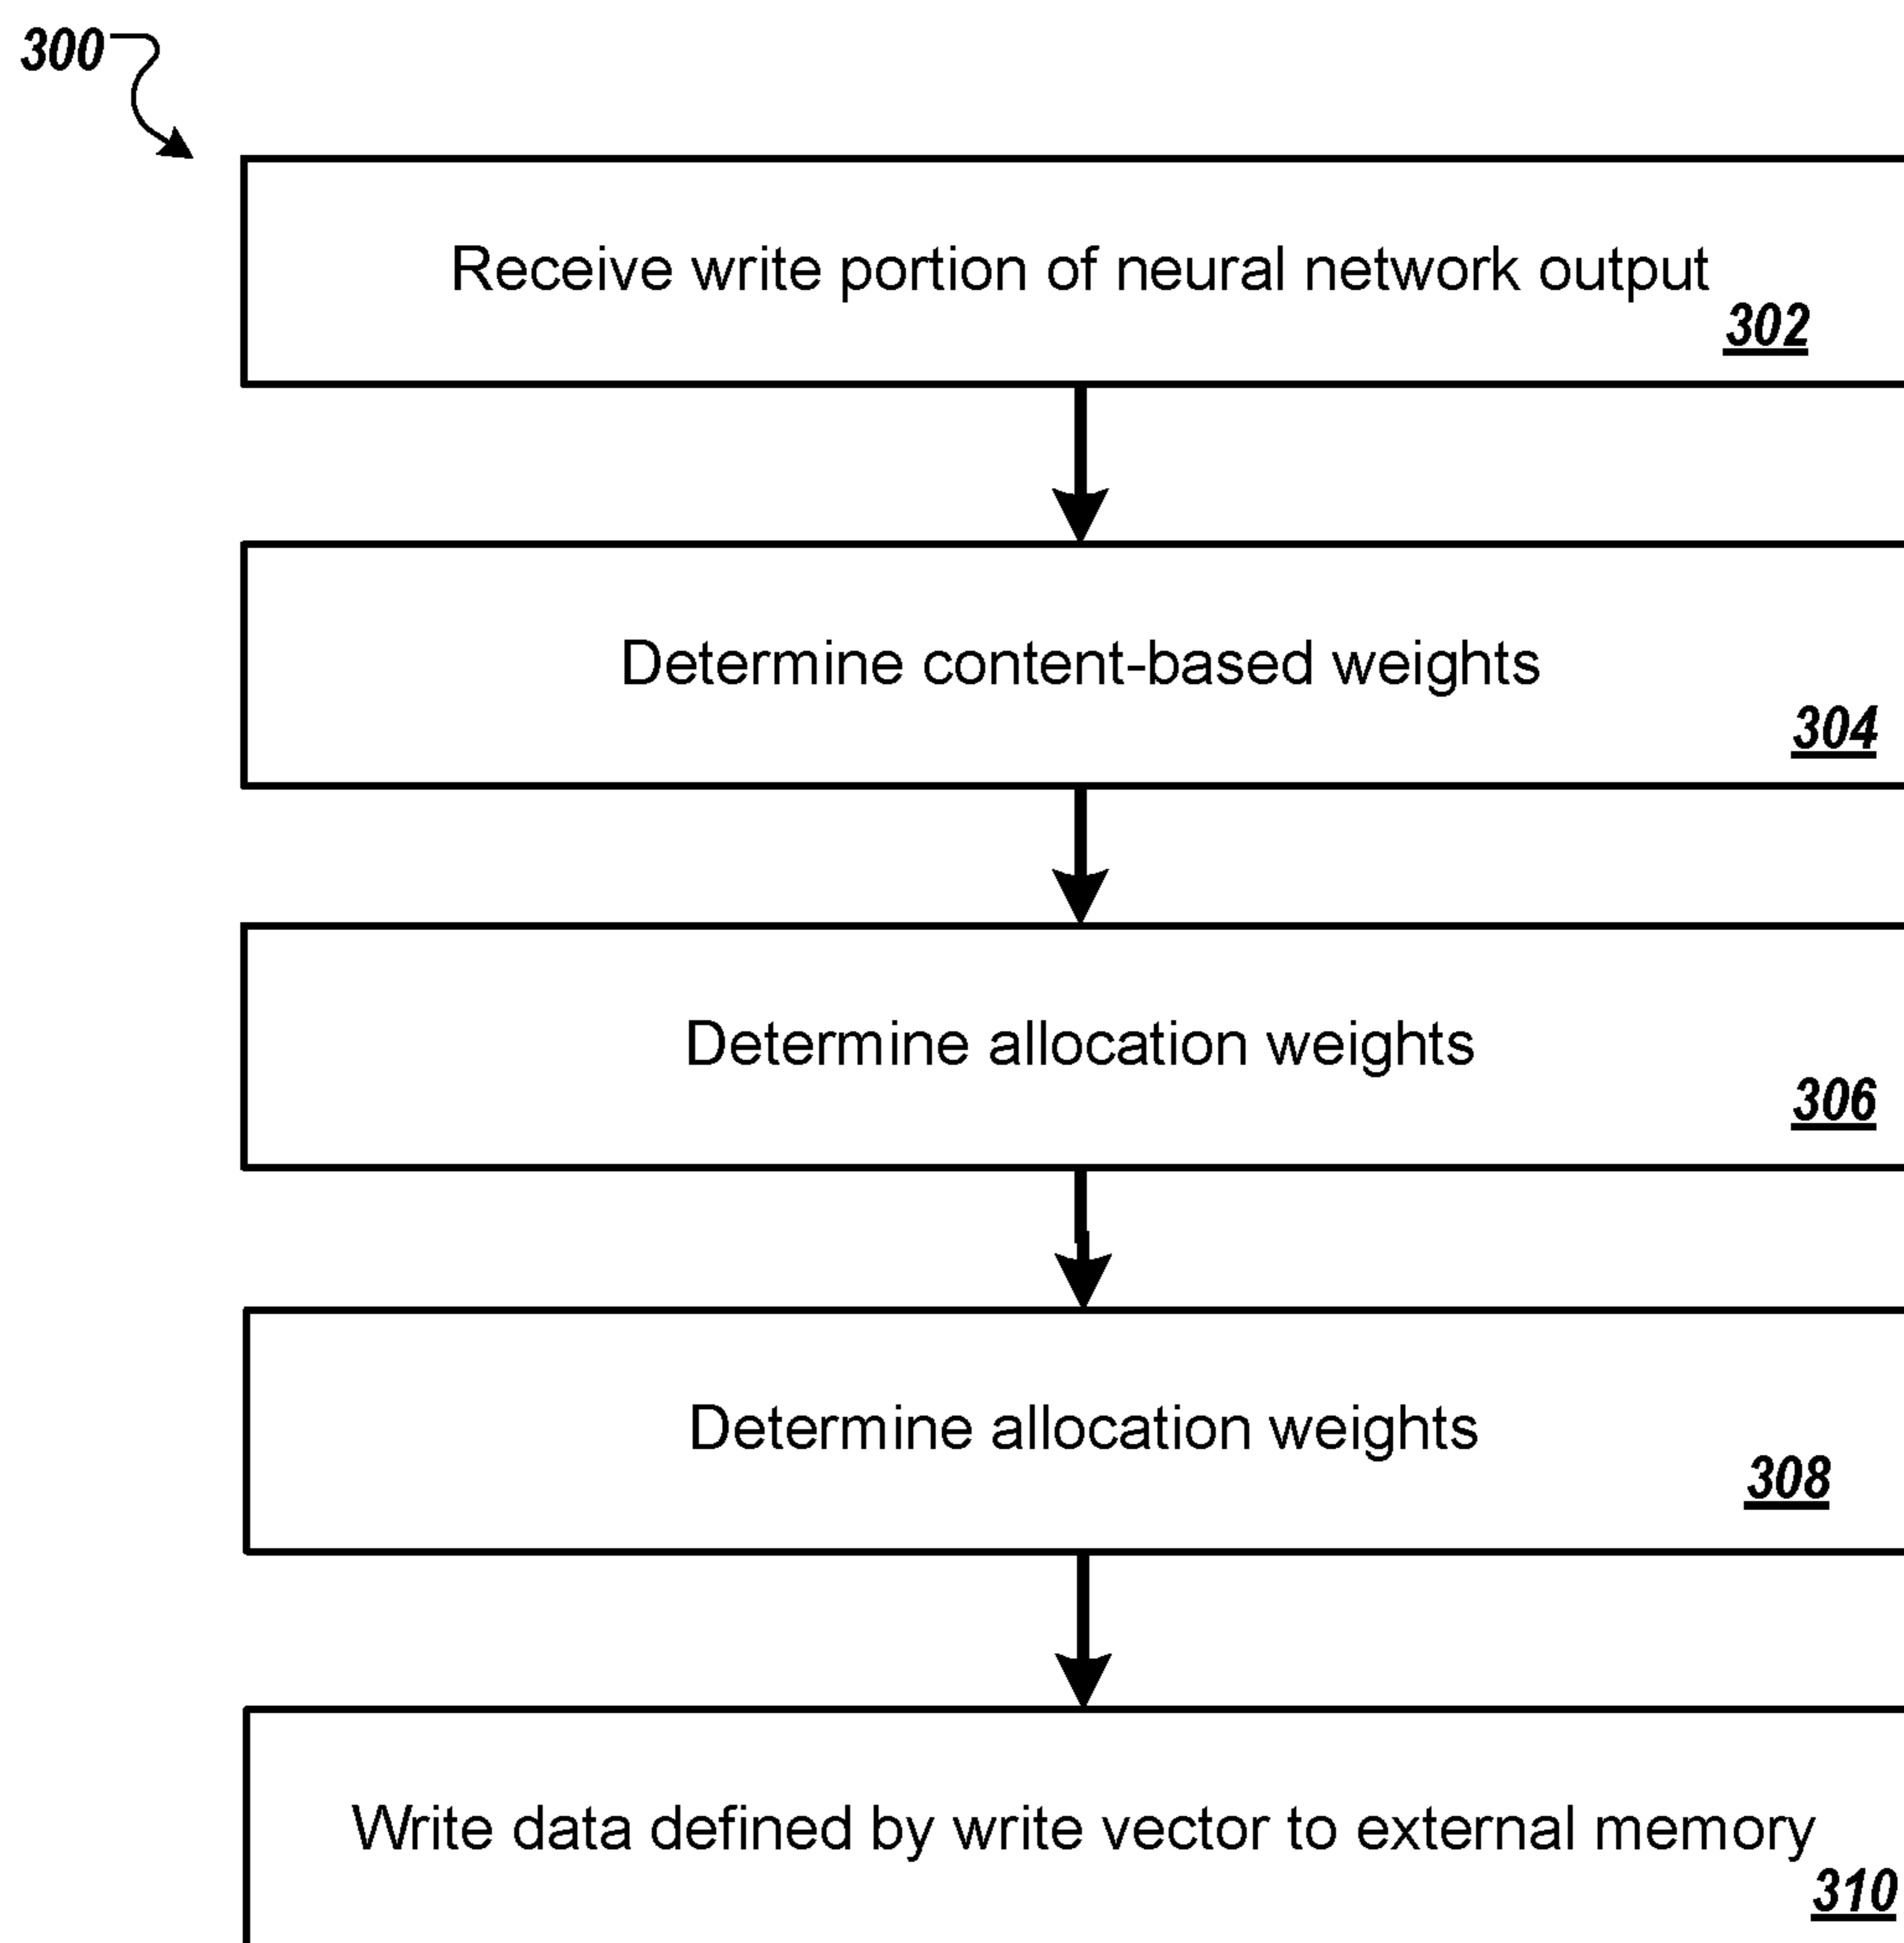 300
Receive write portion of neural network output
302
Determine content-based weights
304
Determine allocation weights
306
Determine allocation weights
308
Write data defined by write vector to external memory
310